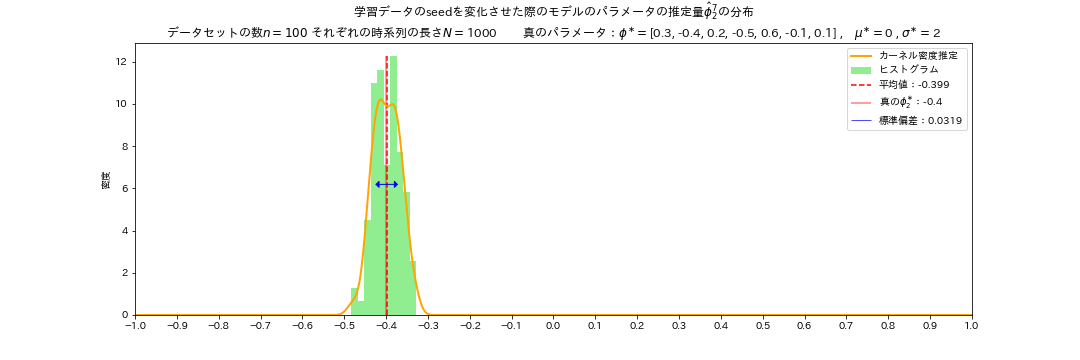 学習データのseedを変化させた際のモデルのパラメータの推定量φ̂₂⁷の分布
データセットの数n = 100 それぞれの時系列の長さN = 1000　　真のパラメータ：φ* = [0.3, -0.4, 0.2, -0.5, 0.6, -0.1, 0.1] ,　μ* = 0 , σ* = 2
カーネル密度推定
ヒストグラム
平均値：-0.399
真のφ₂*：-0.4
標準偏差：0.0319
密度
12
10
8
6
4
2
0
−1.0 −0.9 −0.8 −0.7 −0.6 −0.5 −0.4 −0.3 −0.2 −0.1 0.0 0.1 0.2 0.3 0.4 0.5 0.6 0.7 0.8 0.9 1.0